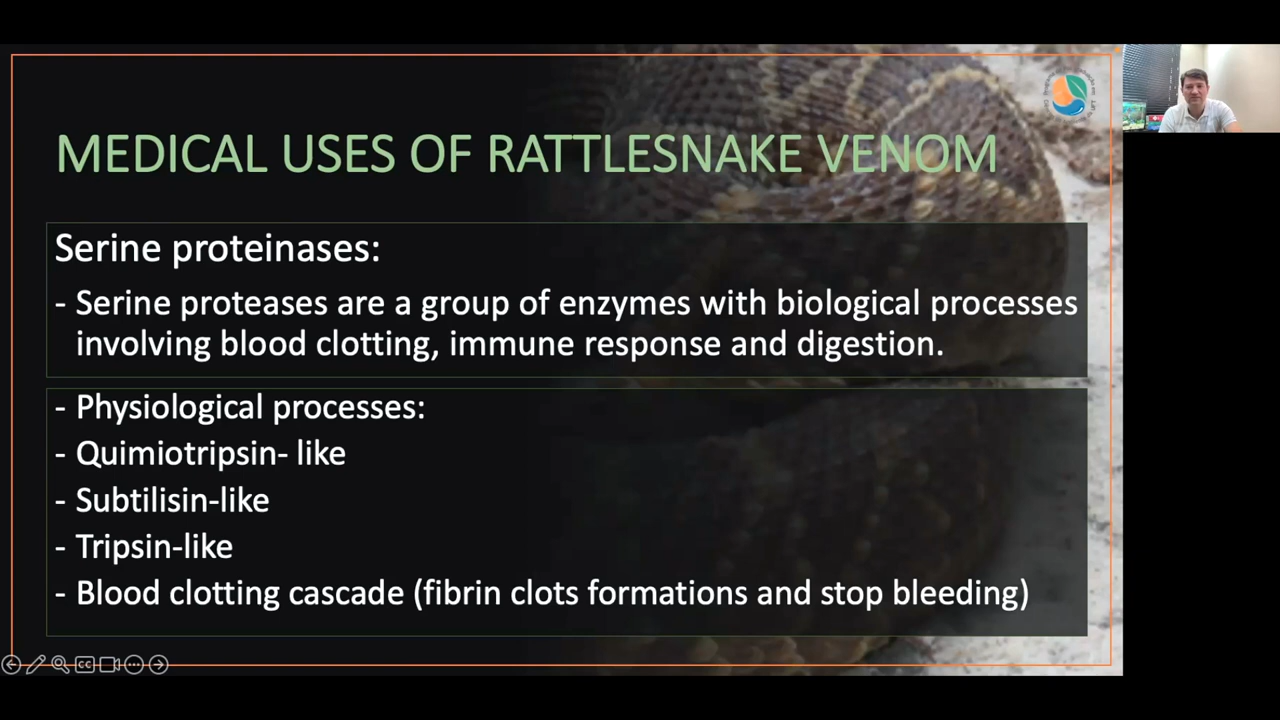 MEDICAL USES OF RATTLESNAKE VENOM
Serine proteinases:
- Serine proteases are a group of enzymes with biological processes
involving blood clotting, immune response and digestion.
- Physiological processes:
- Quimiotripsin- like
- Subtilisin-like
- Tripsin-like
- Blood clotting cascade (fibrin clots formations and stop bleeding)
CC